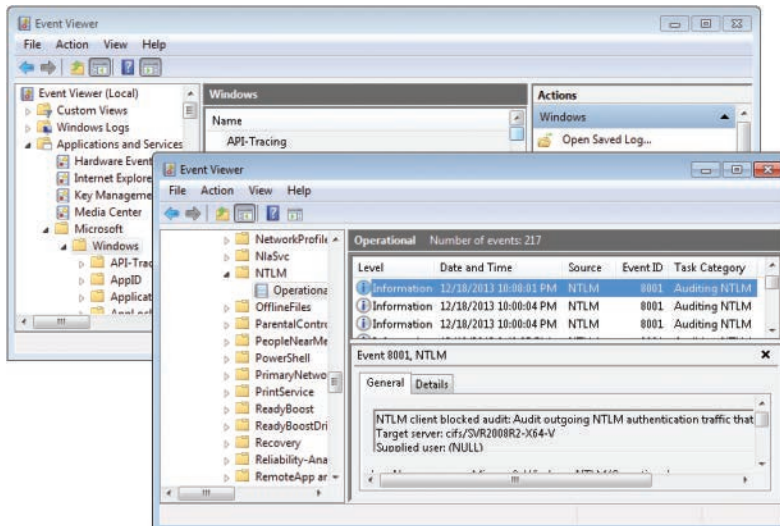 Event Viewer
File Action View Help
Event Viewer (Local)
Custom Views
Windows Logs
Applications and Services
Hardware Event
Internet Explore
Key Manageme
Media Center
Microsoft
Windows
API-Trac
AppID
Applicat
Windows
Name
API-Tracing
Actions
Windows
Open Saved Log...
Event Viewer
File Action View Help
NetworkProfile
NlaSvc
NTLM
Operationa
OfflineFiles
ParentalContro
PeopleNearMe
PowerShell
PrimaryNetwo
PrintService
ReadyBoost
ReadyBoostDri
Recovery
Reliability-Ana
RemoteApp ar
Operational Number of events: 217
Level Date and Time Source Event ID Task Category
Information 12/18/2013 10:00:01 PM NTLM 8001 Auditing NTLM
Information 12/18/2013 10:00:04 PM NTLM 8001 Auditing NTLM
Information 12/18/2013 10:00:04 PM NTLM 8001 Auditing NTLM
Event 8001, NTLM
General Details
NTLM client blocked audit: Audit outgoing NTLM authentication traffic that
Target server: cifs/SVR2008R2-X64-V
Supplied user: (NULL)